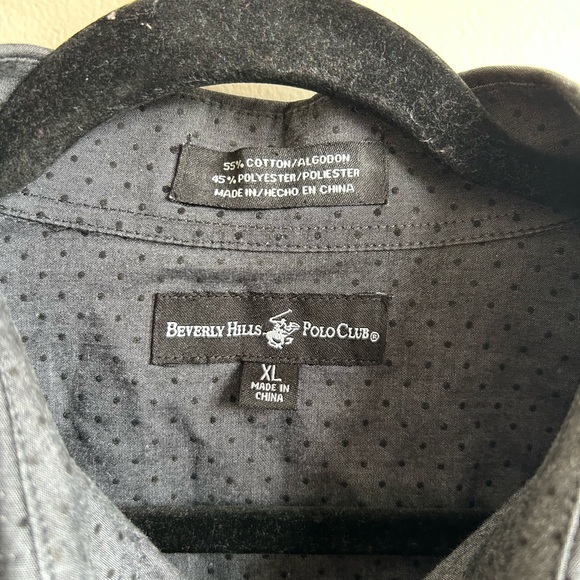 55% COTTON/ALGODON
45% POLYESTER/POLIESTER
MADE IN/HECHO EN CHINA
BEVERLY HILLS POLO CLUB®
XL
MADE IN
CHINA